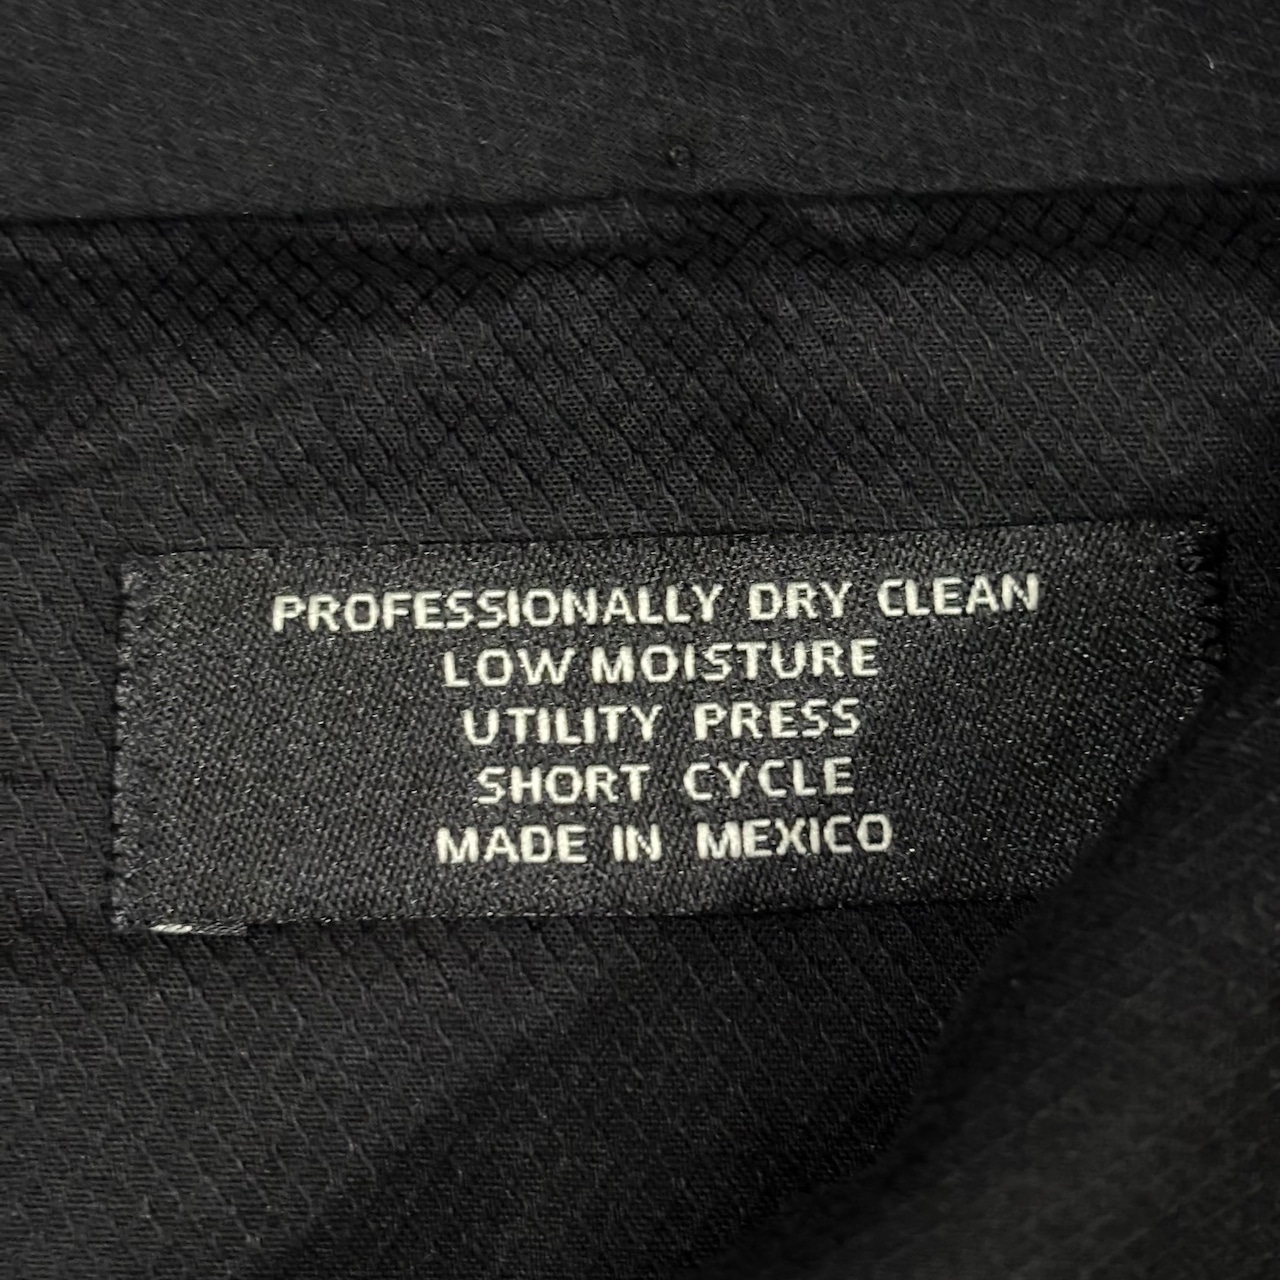 PROFESSIONALLY DRY CLEAN
LOW MOISTURE
UTILITY PRESS
SHORT CYCLE
MADE IN MEXICO